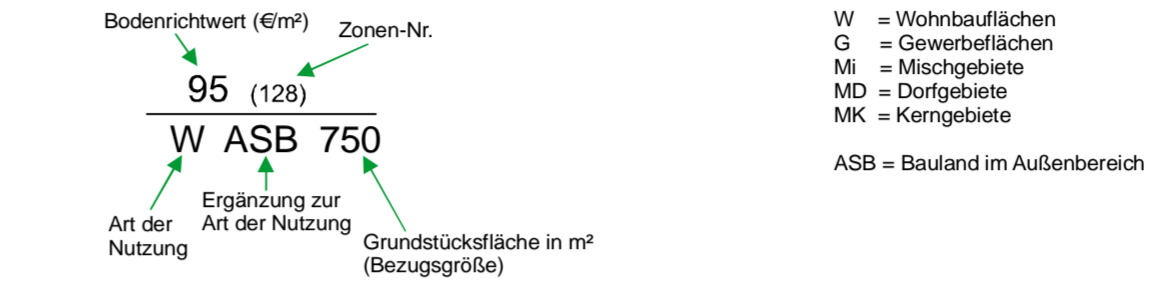 Bodenrichtwert (€/m²)
Zonen-Nr.
95 (128)
W ASB 750
Art der
Nutzung
Ergänzung zur
Art der Nutzung
Grundstücksfläche in m²
(Bezugsgröße)
W = Wohnbauflächen
G = Gewerbeflächen
Mi = Mischgebiete
MD = Dorfgebiete
MK = Kerngebiete
ASB = Bauland im Außenbereich